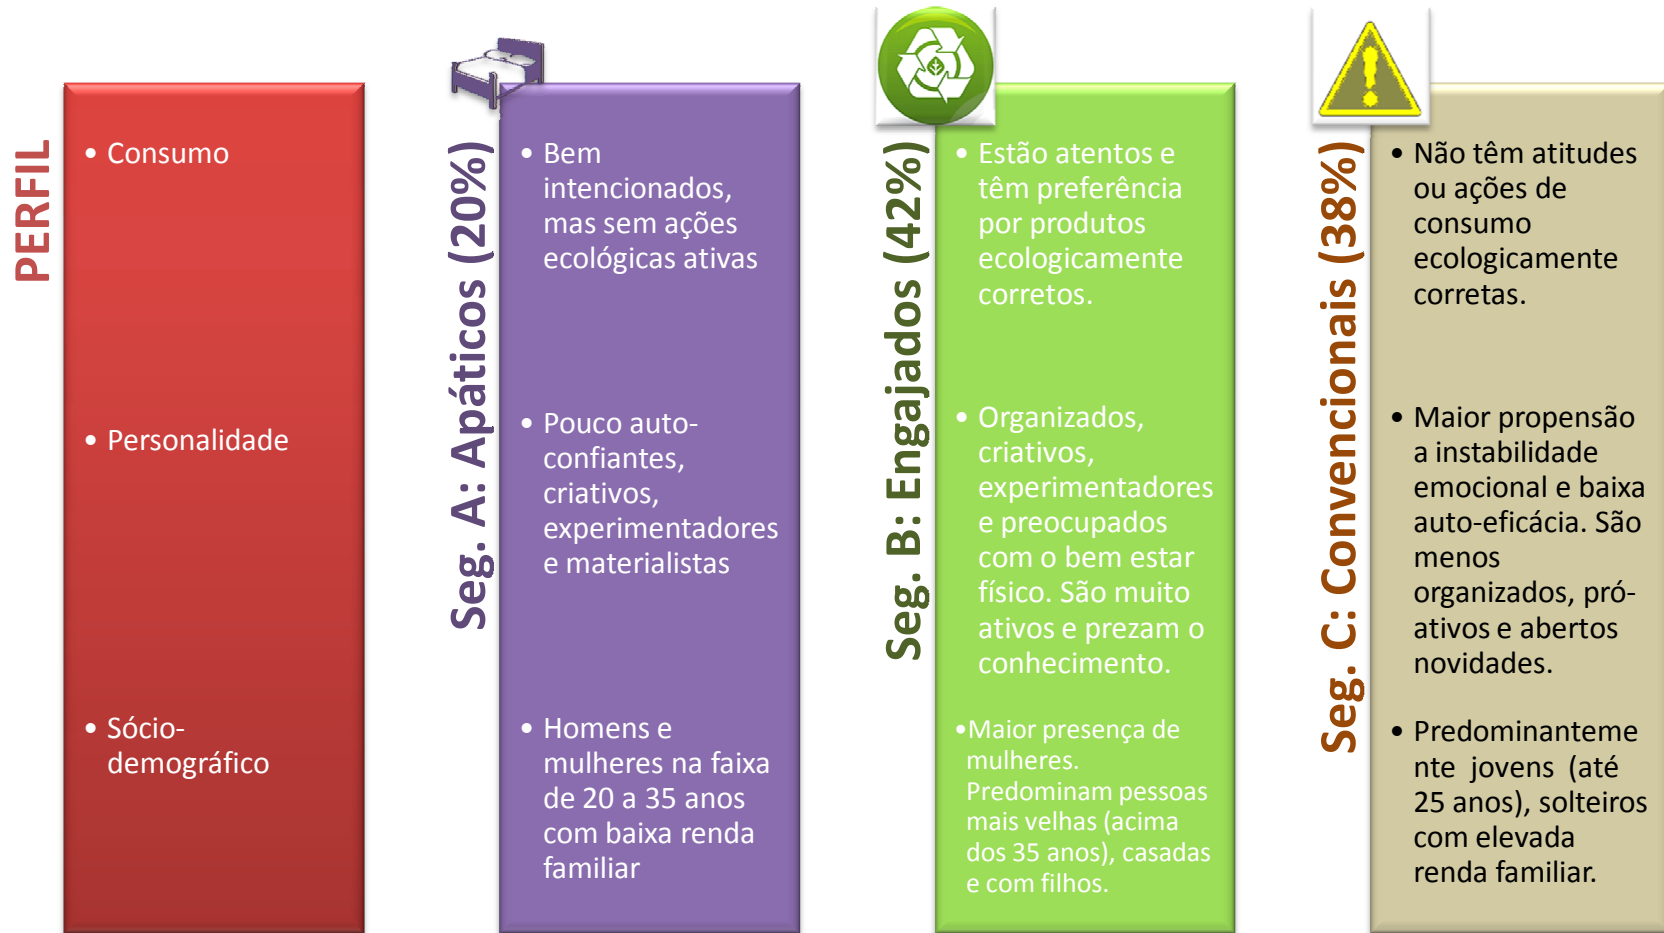 PERFIL
• Consumo
• Personalidade
• Sócio-
demográfico
Seg. A: Apáticos (20%)
• Bem
intencionados,
mas sem ações
ecológicas ativas
• Pouco auto-
confiantes,
criativos,
experimentadores
e materialistas
• Homens e
mulheres na faixa
de 20 a 35 anos
com baixa renda
familiar
Seg. B: Engajados (42%)
• Estão atentos e
têm preferência
por produtos
ecologicamente
corretos.
• Organizados,
criativos,
experimentadores
e preocupados
com o bem estar
físico. São muito
ativos e prezam o
conhecimento.
•Maior presença de
mulheres.
Predominam pessoas
mais velhas (acima
dos 35 anos), casadas
e com filhos.
Seg. C: Convencionais (38%)
• Não têm atitudes
ou ações de
consumo
ecologicamente
corretas.
• Maior propensão
a instabilidade
emocional e baixa
auto-eficácia. São
menos
organizados, pró-
ativos e abertos
novidades.
• Predominanteme
nte jovens (até
25 anos), solteiros
com elevada
renda familiar.